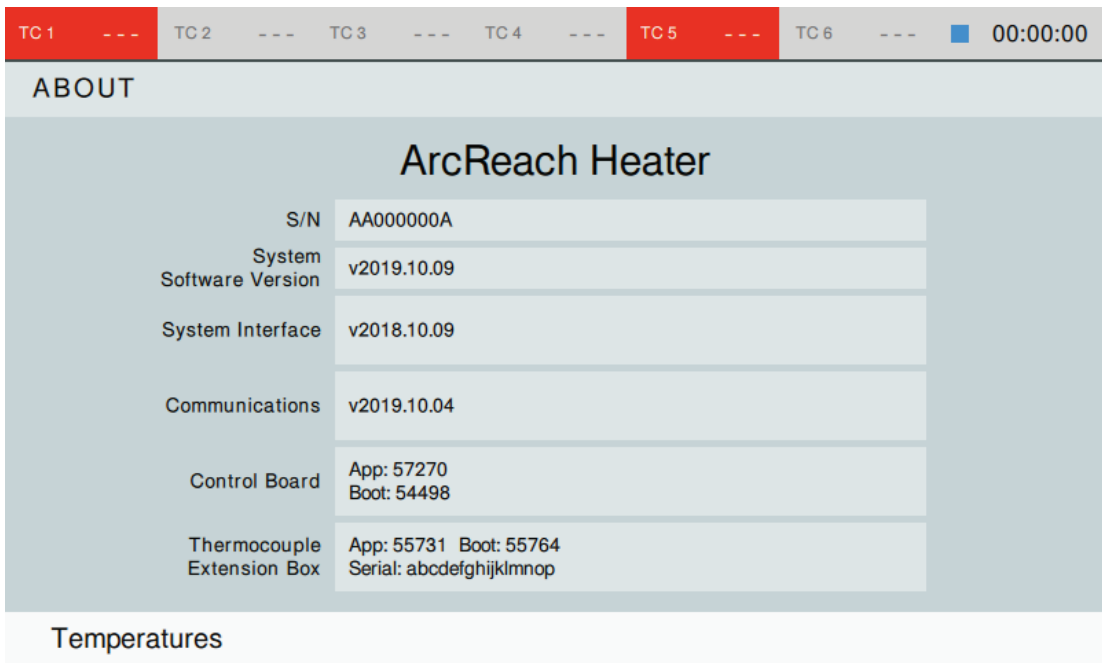 TC 1 - - - TC 2 - - - TC 3 - - - TC 4 - - - TC 5 - - - TC 6 - - - 00:00:00
ABOUT
ArcReach Heater
S/N AA000000A
System
Software Version v2019.10.09
System Interface v2018.10.09
Communications v2019.10.04
Control Board App: 57270
Boot: 54498
Thermocouple App: 55731 Boot: 55764
Extension Box Serial: abcdefghijklmnop
Temperatures